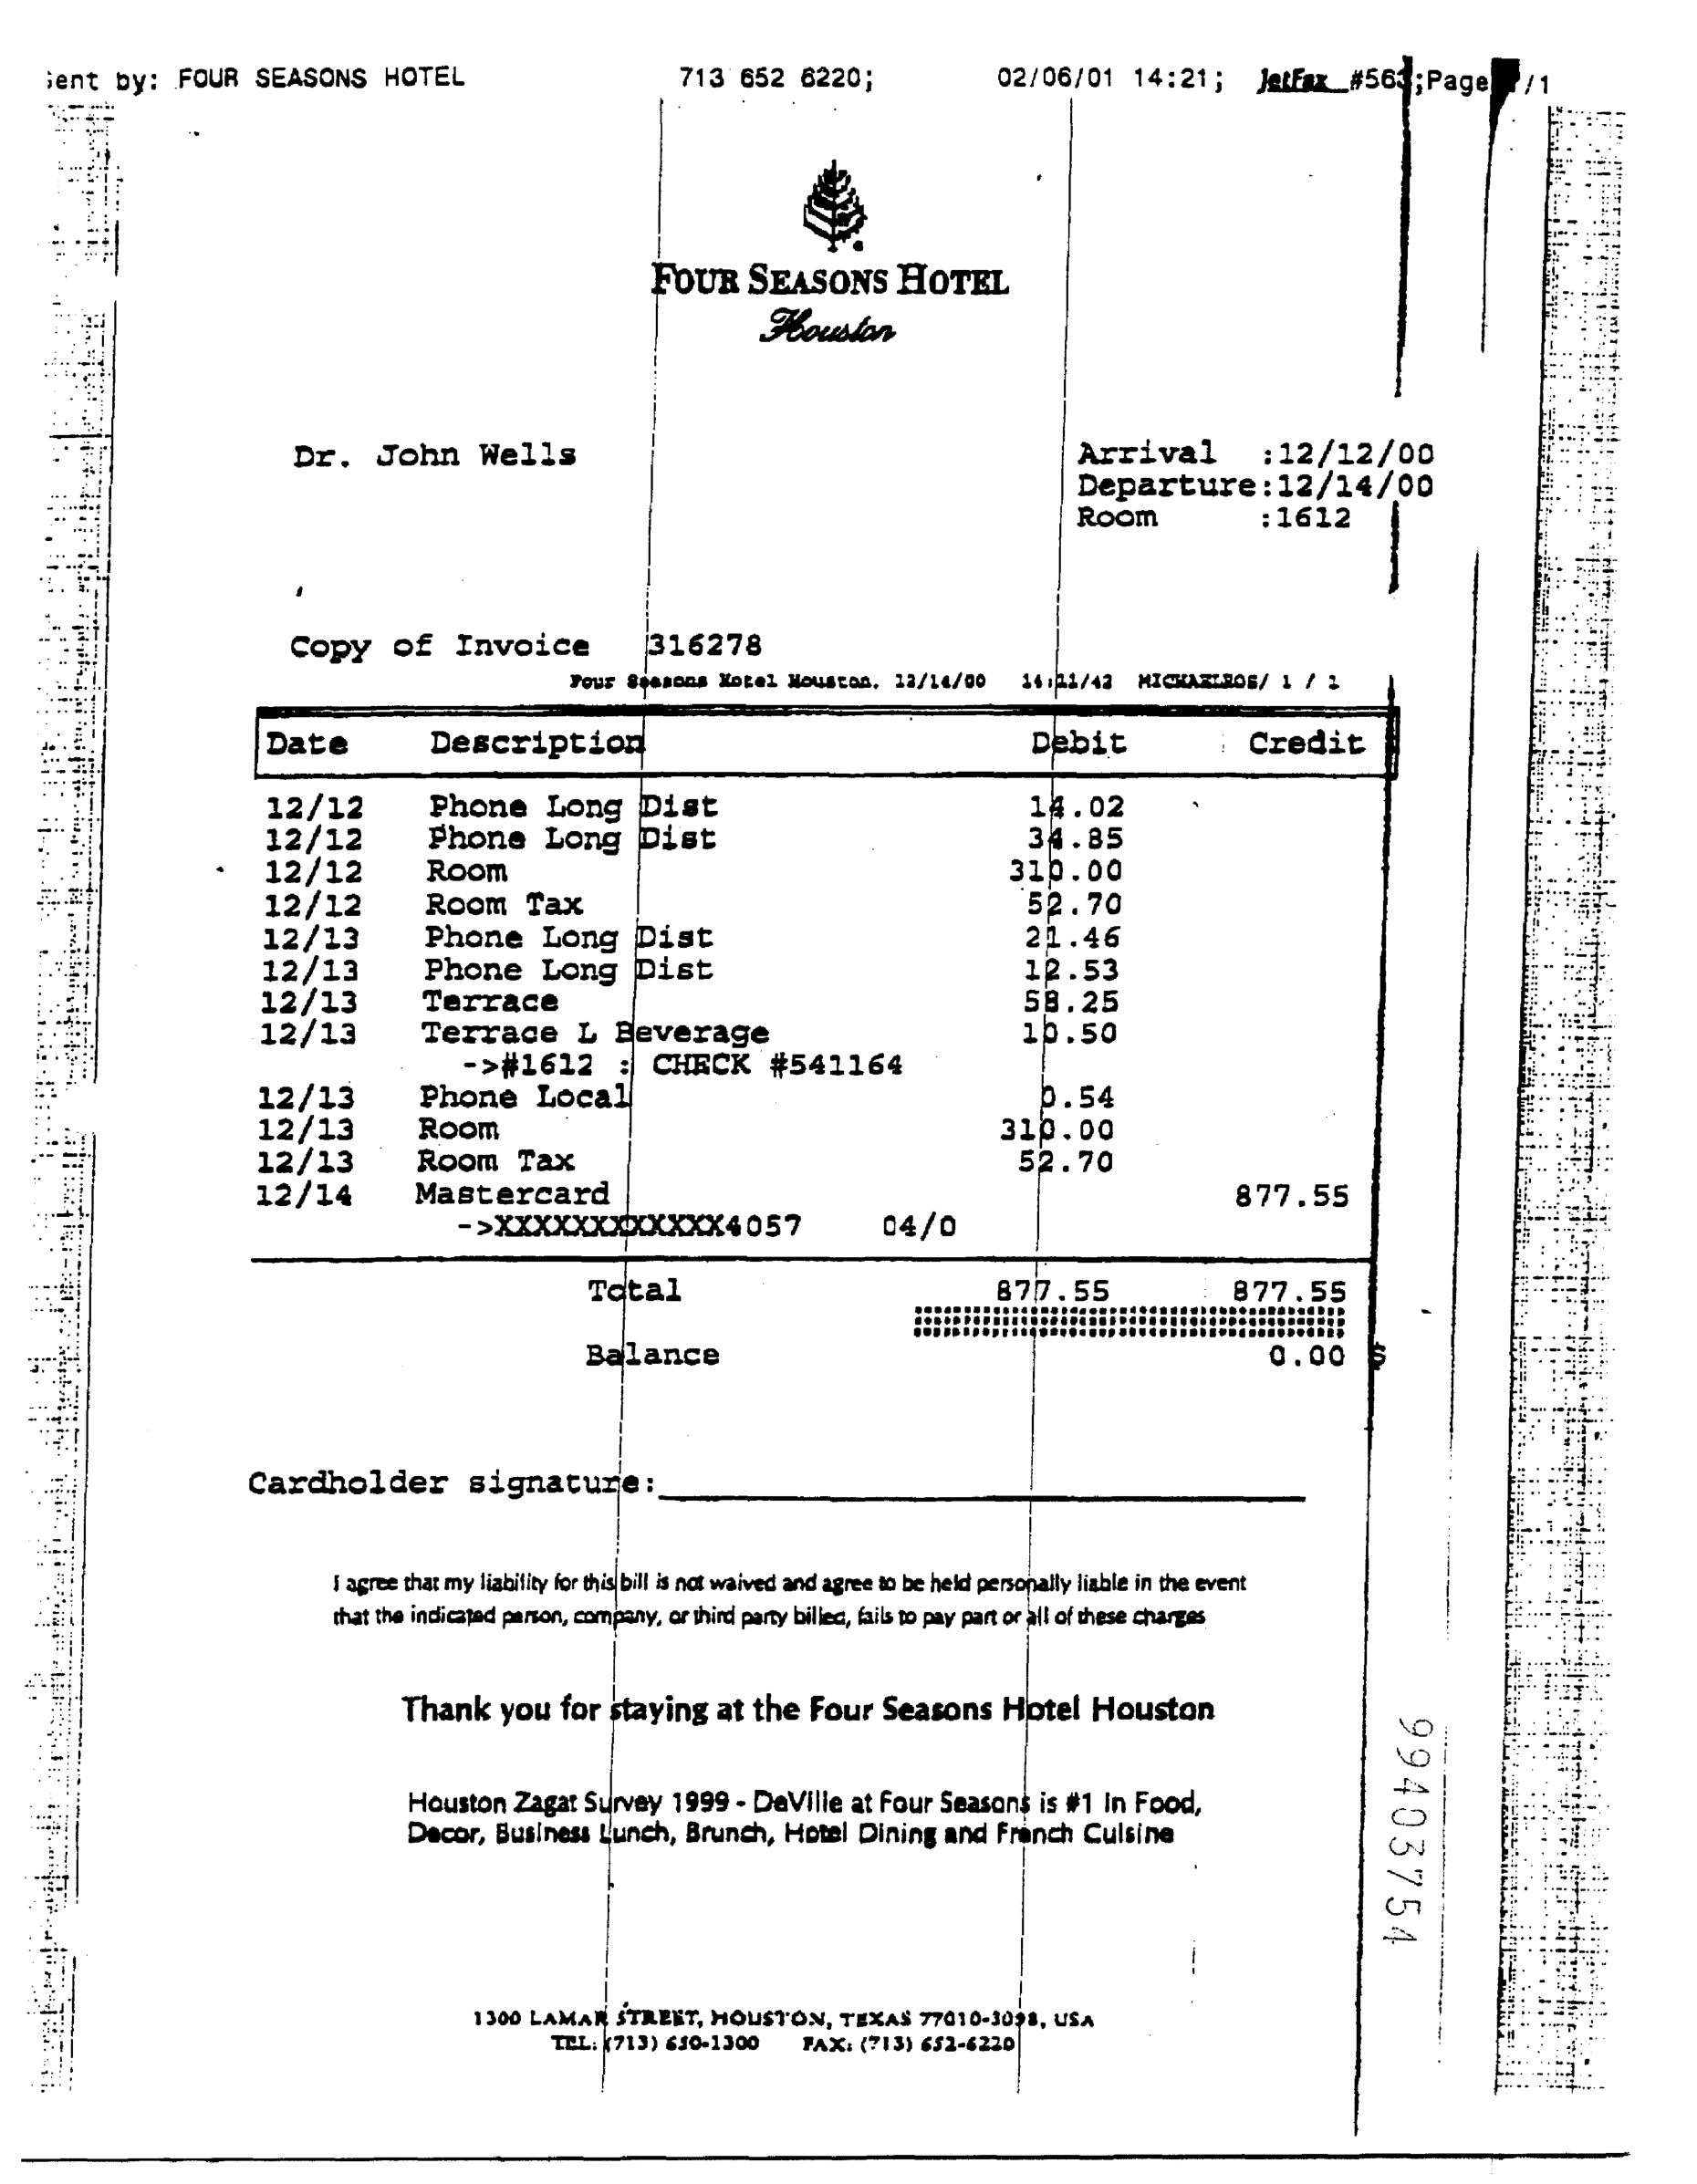 Sent by: FOUR SEASONS HOTEL 713 652 6220; 02/06/01 14:21; JetFax #563;Page /1
FOUR SEASONS HOTEL
Houston
Dr. John Wells
Arrival :12/12/00
Departure:12/14/00
Room :1612
Copy of Invoice 316278
Four Seasons Hotel Houston, 12/14/00 MICHAELROS/ 1 / 1
Date Description Debit Credit
12/12 Phone Long Dist 14.02
12/12 Phone Long Dist 34.85
12/12 Room 310.00
12/12 Room Tax 52.70
12/13 Phone Long Dist 21.46
12/13 Phone Long Dist 12.53
12/13 Terrace 58.25
12/13 Terrace L Beverage 10.50
->#1612 : CHECK #541164
12/13 Phone Local 0.54
12/13 Room 310.00
12/13 Room Tax 52.70
12/14 Mastercard 877.55
->XXXXXXXXXXXX4057 04/0
Total 877.55 877.55
Balance 0.00 $
Cardholder signature:
I agree that my liability for this bill is not waived and agree to be held personally liable in the event
that the indicated person, company, or third party billed, fails to pay part or all of these charges
Thank you for staying at the Four Seasons Hotel Houston
Houston Zagat Survey 1999 - DeVille at Four Seasons is #1 in Food,
Decor, Business Lunch, Brunch, Hotel Dining and French Cuisine
99403754
1300 LAMAR STREET, HOUSTON, TEXAS 77010-3098, USA
TEL: (713) 650-1300 FAX: (713) 652-6220